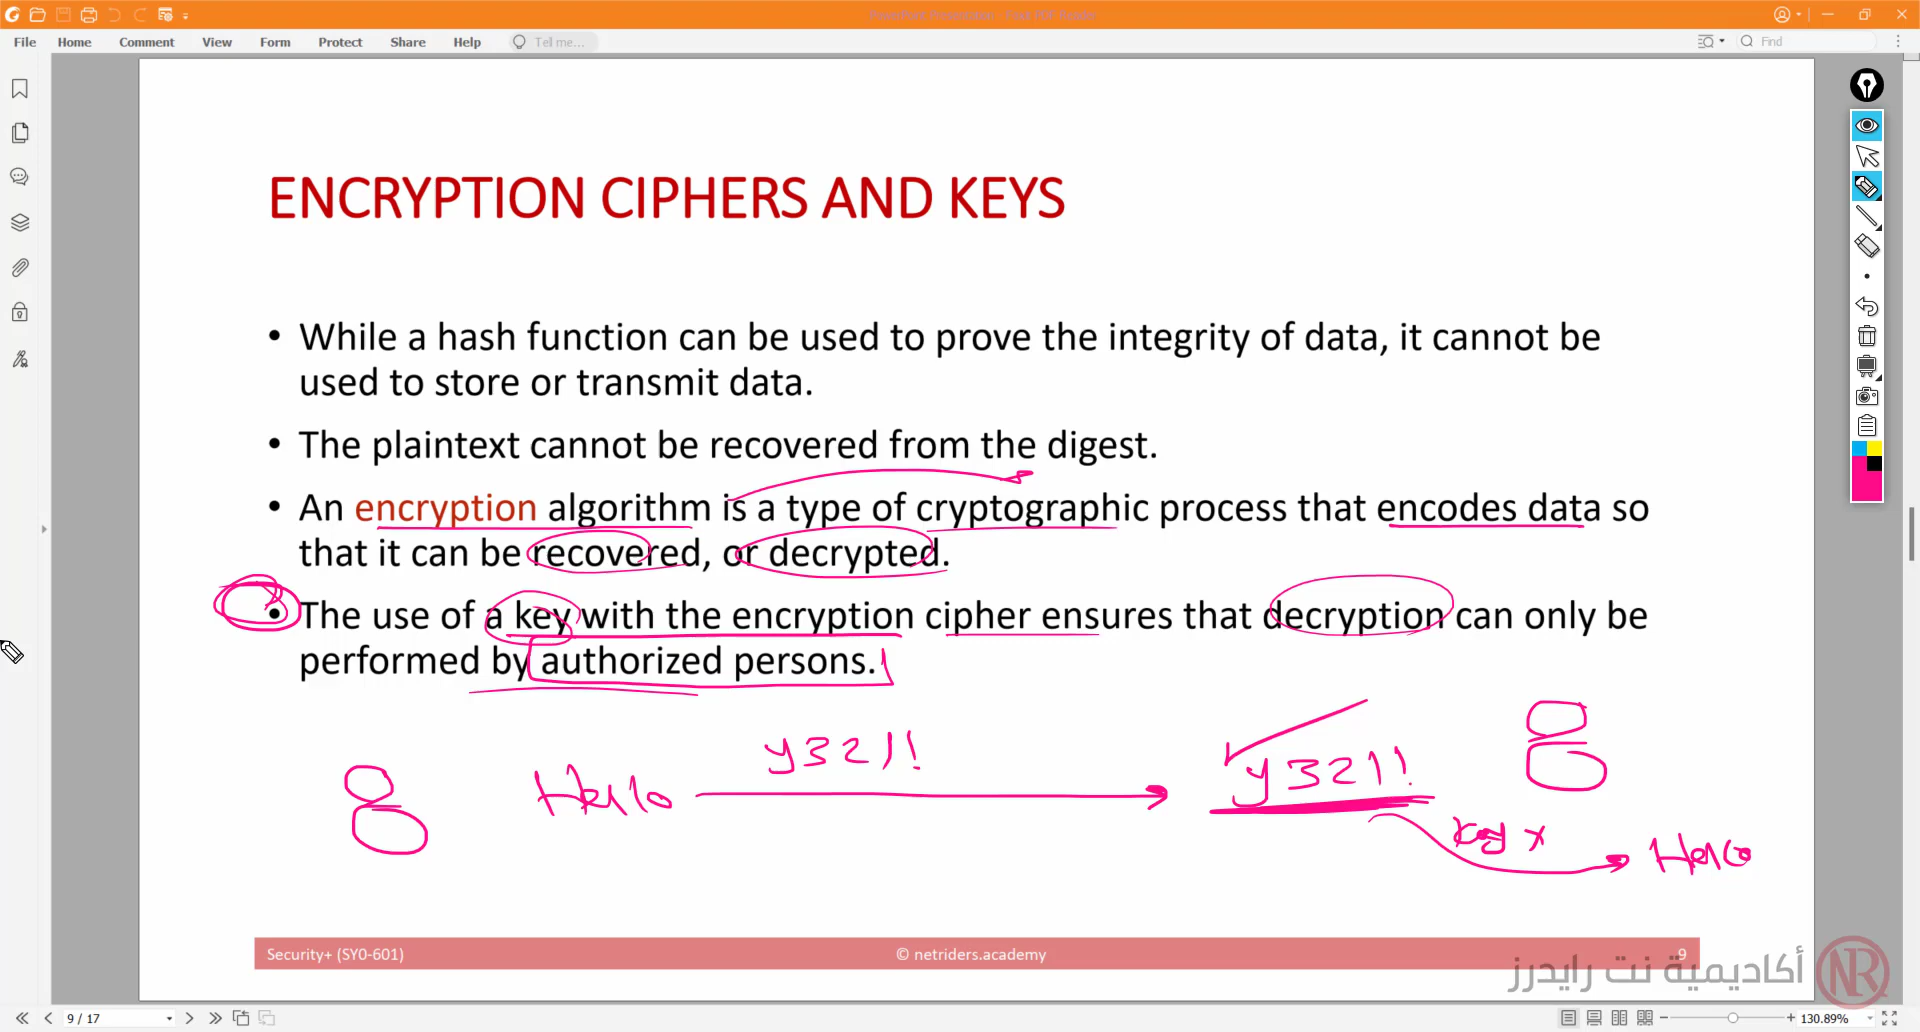 File Home Comment View Form Protect Share Help Tell me... Find
ENCRYPTION CIPHERS AND KEYS
• While a hash function can be used to prove the integrity of data, it cannot be
used to store or transmit data.
• The plaintext cannot be recovered from the digest.
• An encryption algorithm is a type of cryptographic process that encodes data so
that it can be recovered, or decrypted.
• The use of a key with the encryption cipher ensures that decryption can only be
performed by authorized persons.
y321!
Hello
y321!
key x
Hello
Security+ (SY0-601) © netriders.academy 9
أكاديمية نت رايدرز NR
9 / 17 130.89%